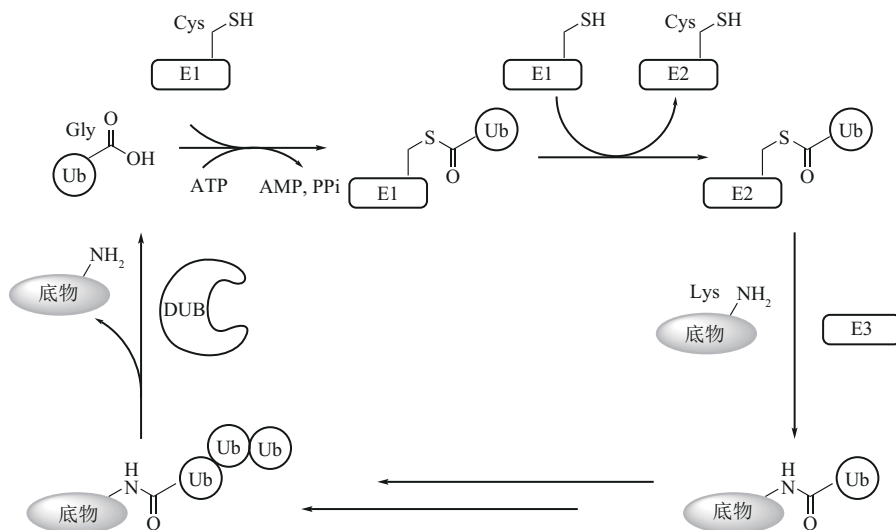 Cys SH
E1
SH
E1
Cys SH
E2
Gly O
OH
Ub
ATP
AMP, PPi
S
O
Ub
E1
S
O
Ub
E2
NH2
底物
DUB
Lys NH2
底物
E3
H
N
O
Ub Ub Ub
底物
H
N
O
Ub
底物